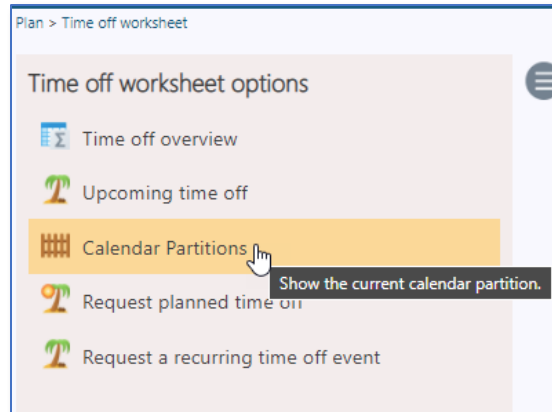 Plan > Time off worksheet
Time off worksheet options
Time off overview
Upcoming time off
Calendar Partitions
Show the current calendar partition.
Request planned time off
Request a recurring time off event